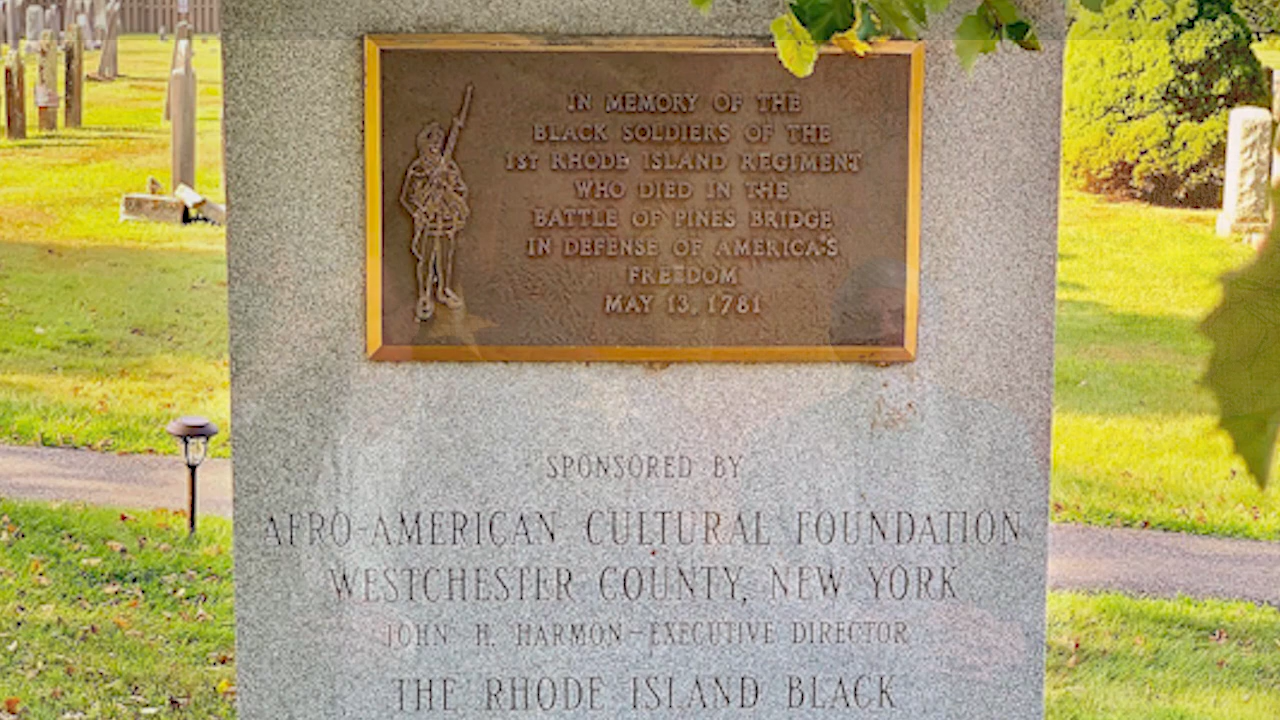 IN MEMORY OF THE
BLACK SOLDIERS OF THE
1ST RHODE ISLAND REGIMENT
WHO DIED IN THE
BATTLE OF PINES BRIDGE
IN DEFENSE OF AMERICA'S
FREEDOM
MAY 13, 1781
SPONSORED BY
AFRO-AMERICAN CULTURAL FOUNDATION
WESTCHESTER COUNTY, NEW YORK
JOHN H. HARMON-EXECUTIVE DIRECTOR
THE RHODE ISLAND BLACK